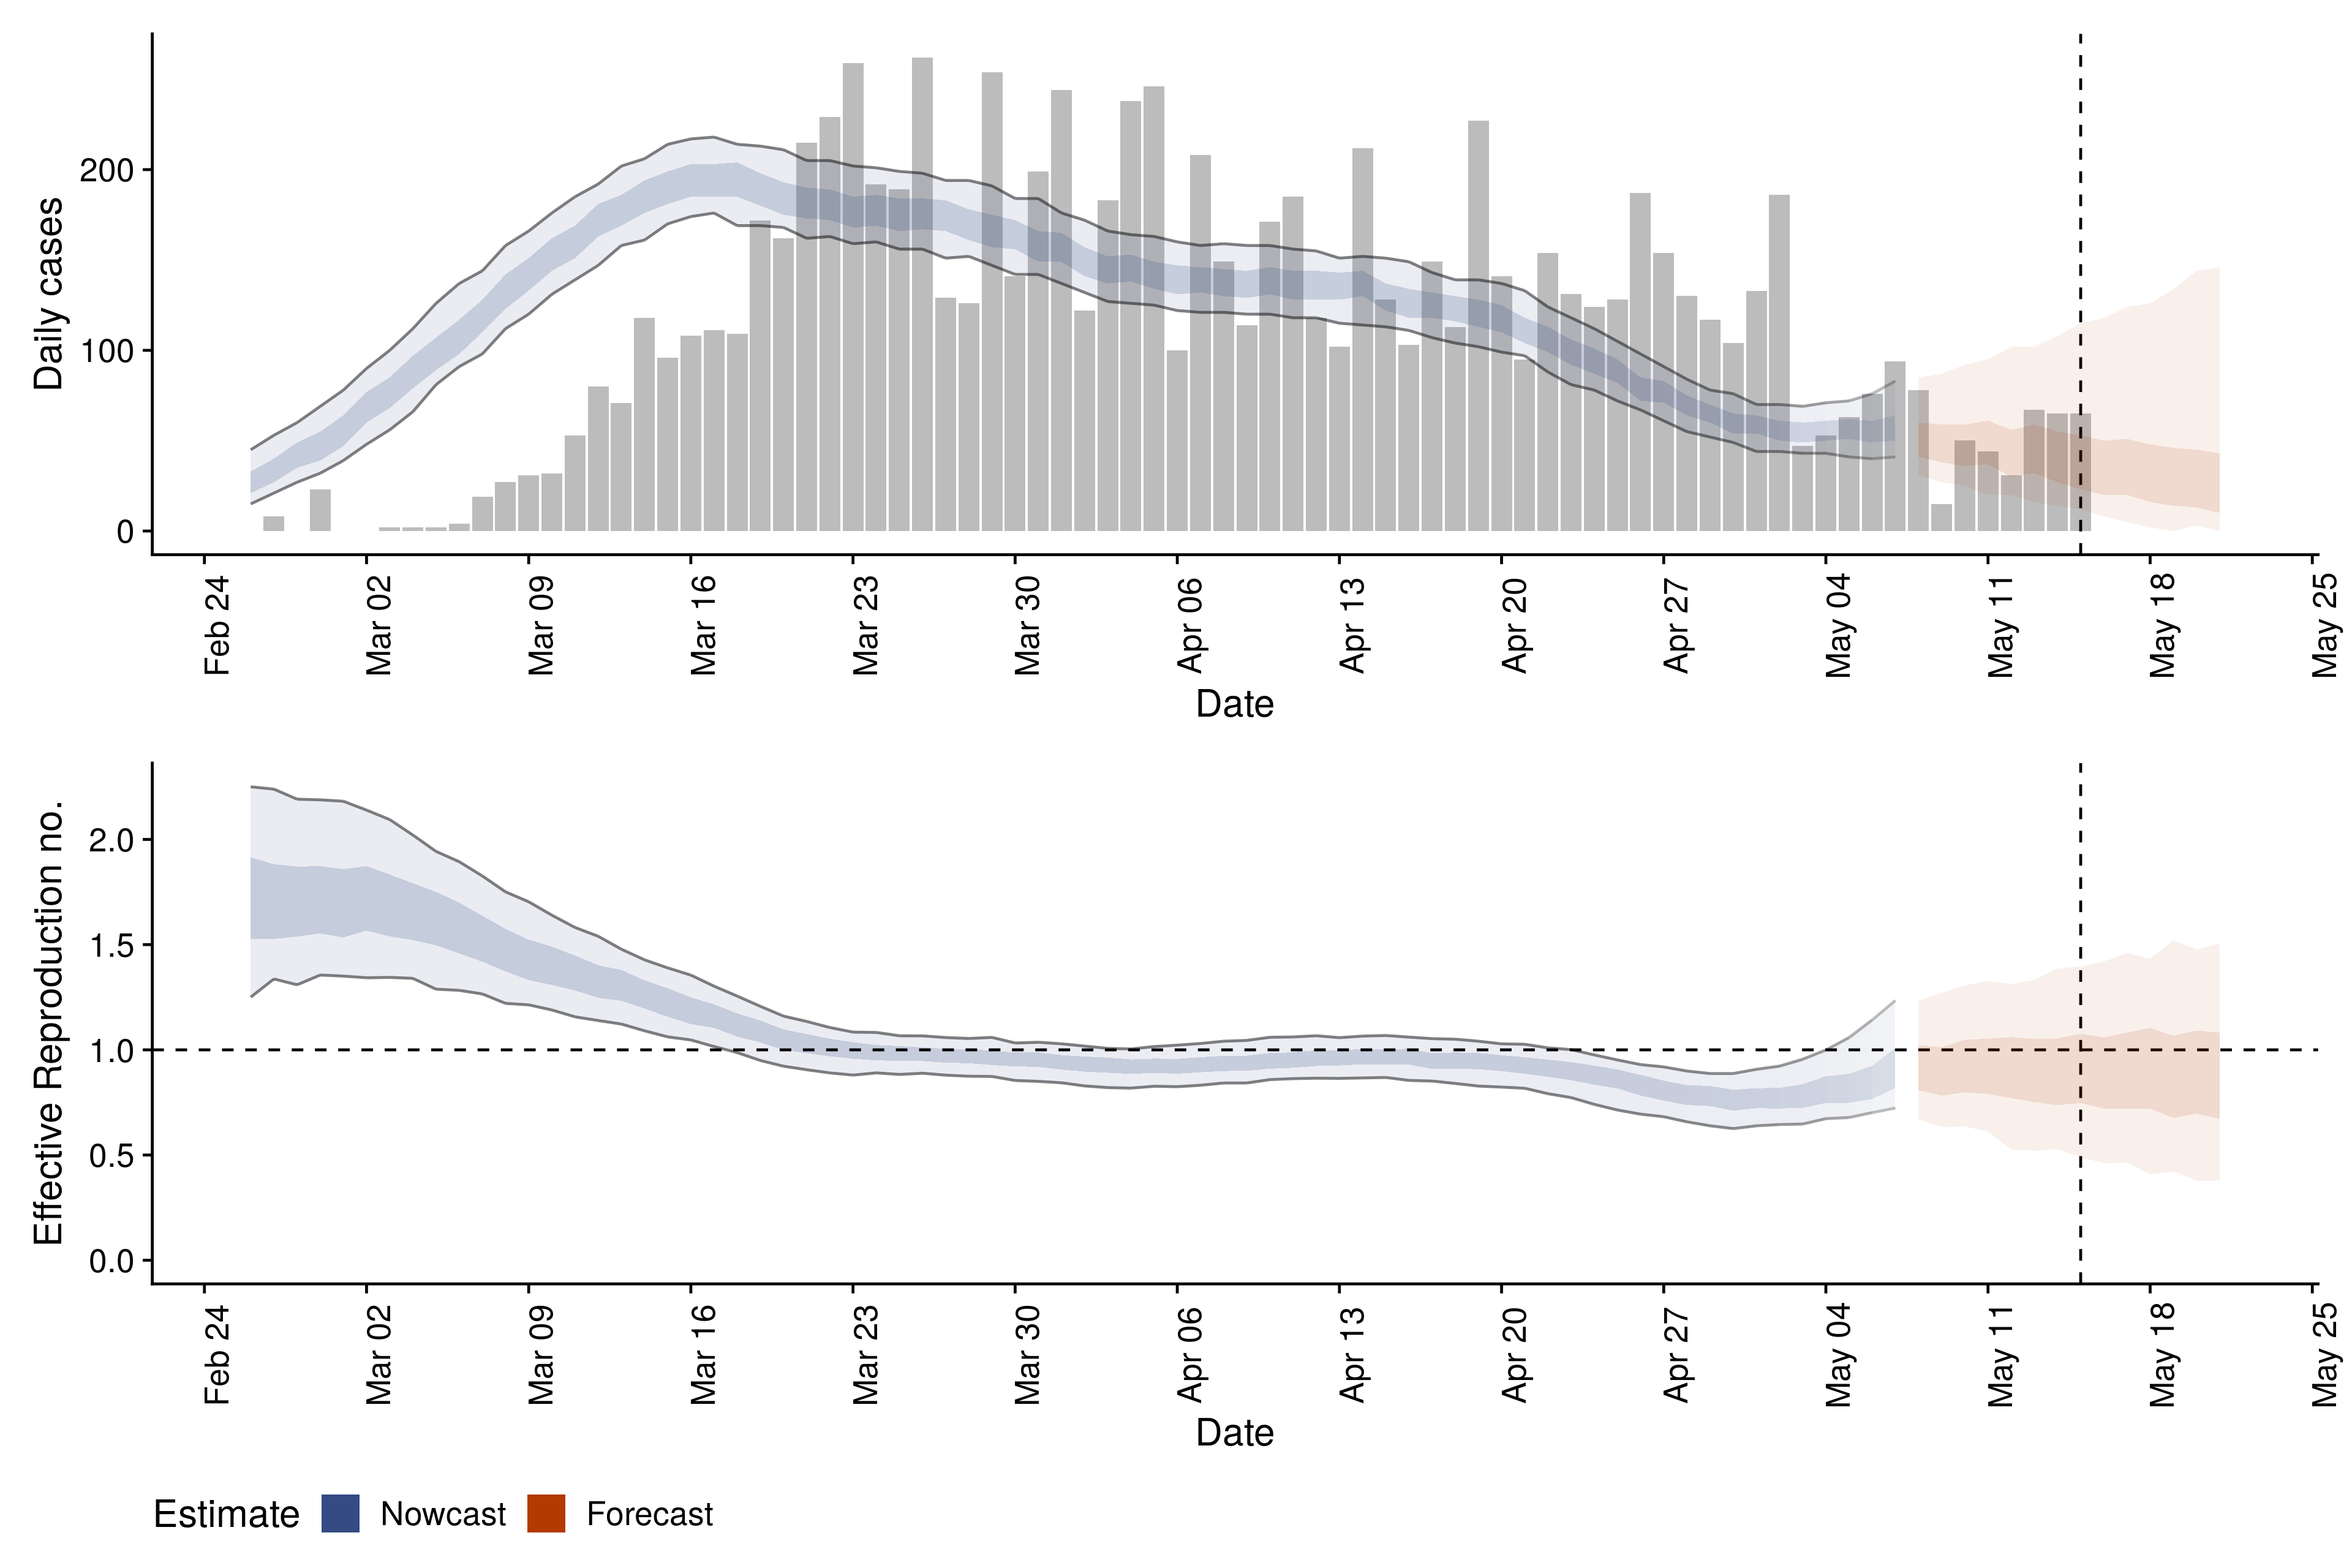 Daily cases
200
100
0
Feb 24
Mar 02
Mar 09
Mar 16
Mar 23
Mar 30
Apr 06
Apr 13
Apr 20
Apr 27
May 04
May 11
May 18
May 25
Date
Effective Reproduction no.
2.0
1.5
1.0
0.5
0.0
Feb 24
Mar 02
Mar 09
Mar 16
Mar 23
Mar 30
Apr 06
Apr 13
Apr 20
Apr 27
May 04
May 11
May 18
May 25
Date
Estimate Nowcast Forecast